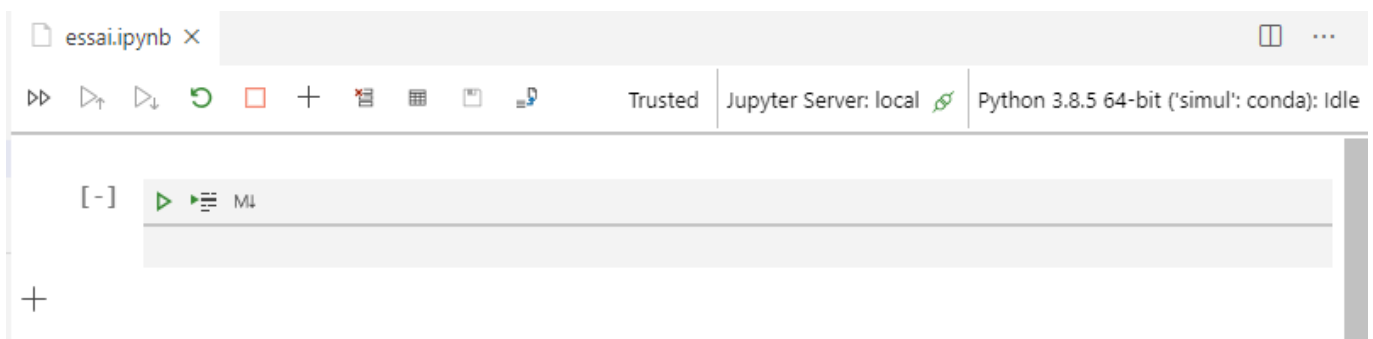 essai.ipynb
Trusted Jupyter Server: local Python 3.8.5 64-bit ('simul': conda): Idle
[-] M↓